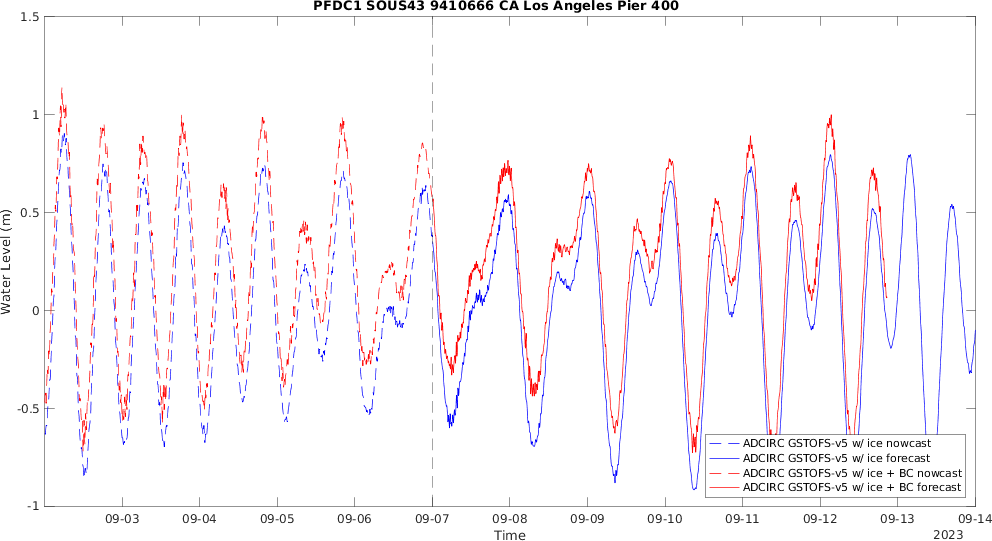 PFDC1 SOUS43 9410666 CA Los Angeles Pier 400
1.5
1
0.5
0
-0.5
-1
Water Level (m)
09-03
09-04
09-05
09-06
09-07
09-08
09-09
09-10
09-11
09-12
09-13
09-14
2023
Time
ADCIRC GSTOFS-v5 w/ ice nowcast
ADCIRC GSTOFS-v5 w/ ice forecast
ADCIRC GSTOFS-v5 w/ ice + BC nowcast
ADCIRC GSTOFS-v5 w/ ice + BC forecast